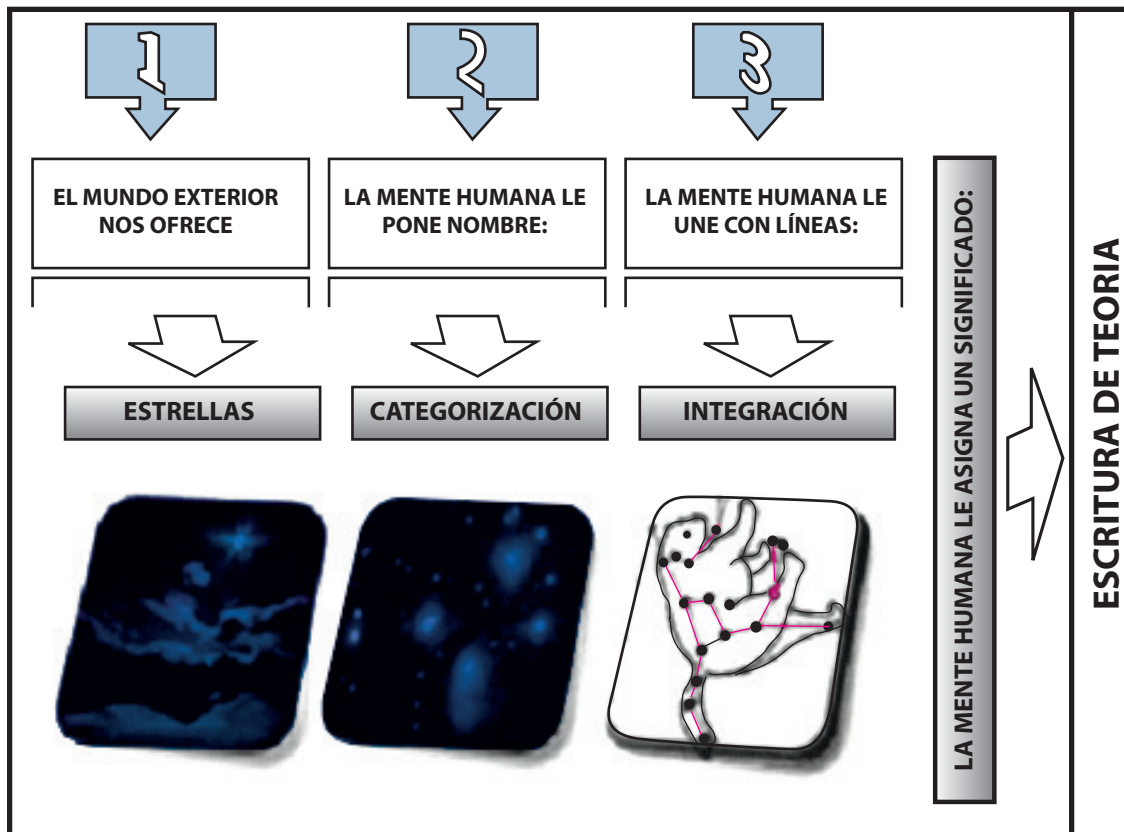 1
2
3
EL MUNDO EXTERIOR
NOS OFRECE
LA MENTE HUMANA LE
PONE NOMBRE:
LA MENTE HUMANA LE
UNE CON LÍNEAS:
ESTRELLAS
CATEGORIZACIÓN
INTEGRACIÓN
LA MENTE HUMANA LE ASIGNA UN SIGNIFICADO:
ESCRITURA DE TEORIA